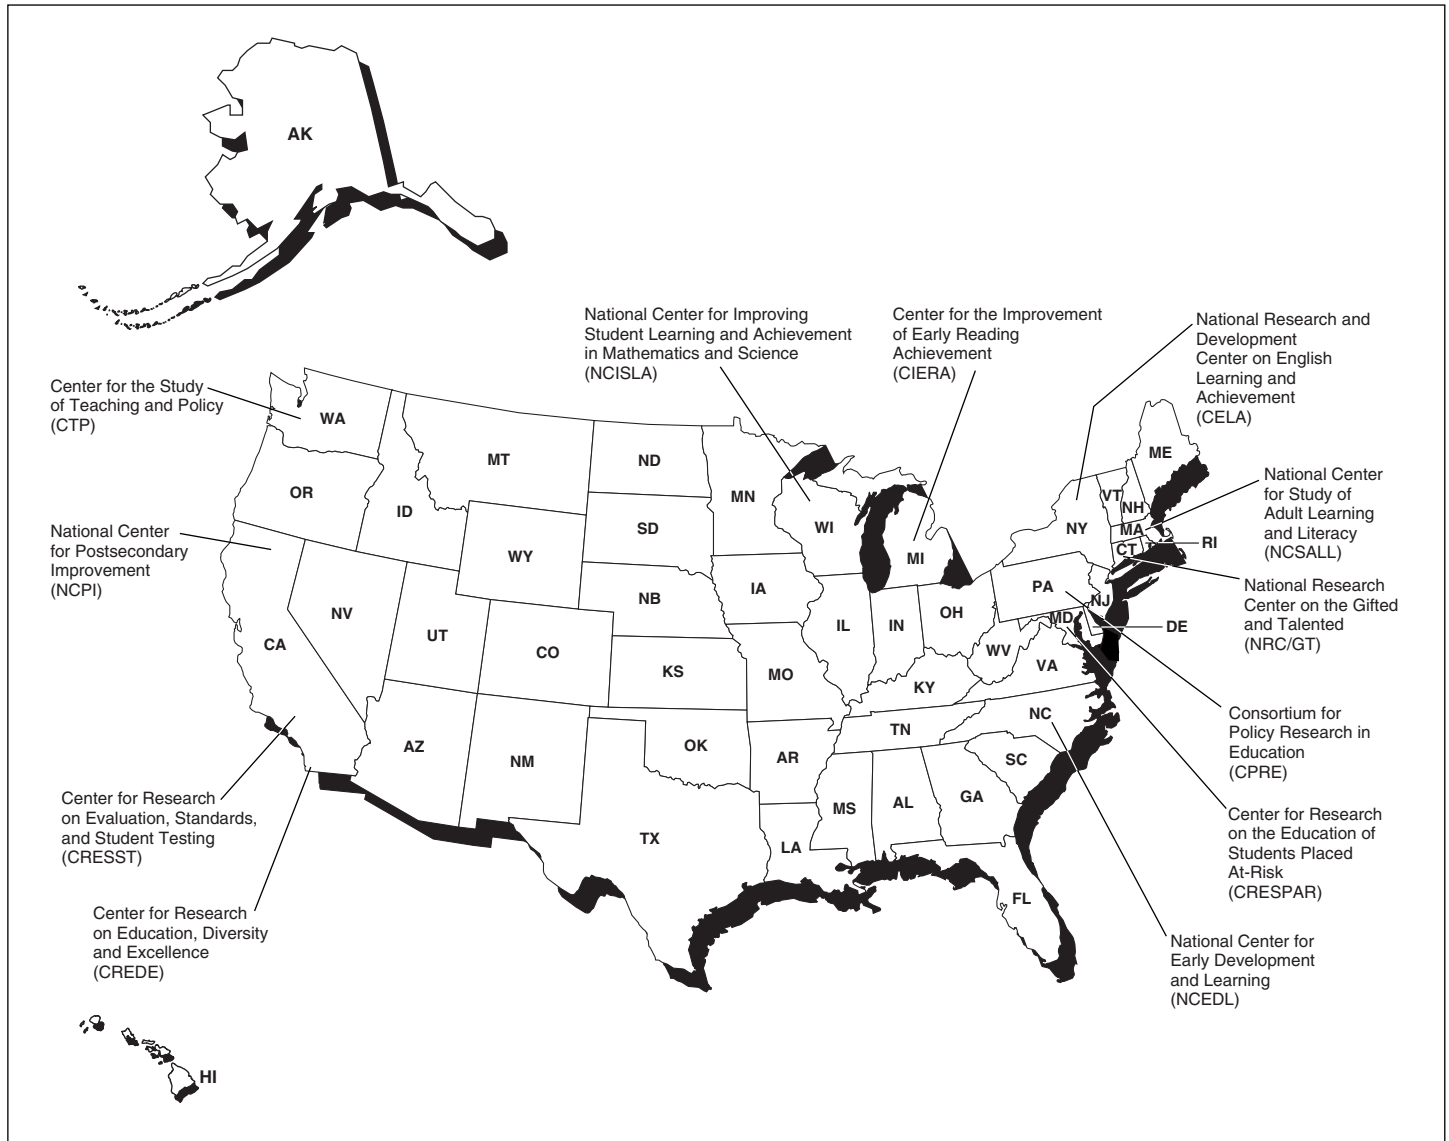 AK
National Center for Improving
Student Learning and Achievement
in Mathematics and Science
(NCISLA)
Center for the Improvement
of Early Reading
Achievement
(CIERA)
National Research and
Development
Center on English
Learning and
Achievement
(CELA)
Center for the Study
of Teaching and Policy
(CTP)
National Center
for Study of
Adult Learning
and Literacy
(NCSALL)
National Center
for Postsecondary
Improvement
(NCPI)
National Research
Center on the Gifted
and Talented
(NRC/GT)
Consortium for
Policy Research in
Education
(CPRE)
Center for Research
on Evaluation, Standards,
and Student Testing
(CRESST)
Center for Research
on the Education of
Students Placed
At-Risk
(CRESPAR)
Center for Research
on Education, Diversity
and Excellence
(CREDE)
National Center for
Early Development
and Learning
(NCEDL)
WA
OR
ID
MT
ND
SD
WY
NB
MN
WI
MI
IA
NV
UT
CO
CA
KS
MO
IL
IN
OH
KY
WV
VA
PA
NY
VT
NH
ME
MA
CT
RI
NJ
DE
MD
NC
TN
SC
AZ
NM
OK
AR
TX
LA
MS
AL
GA
FL
HI